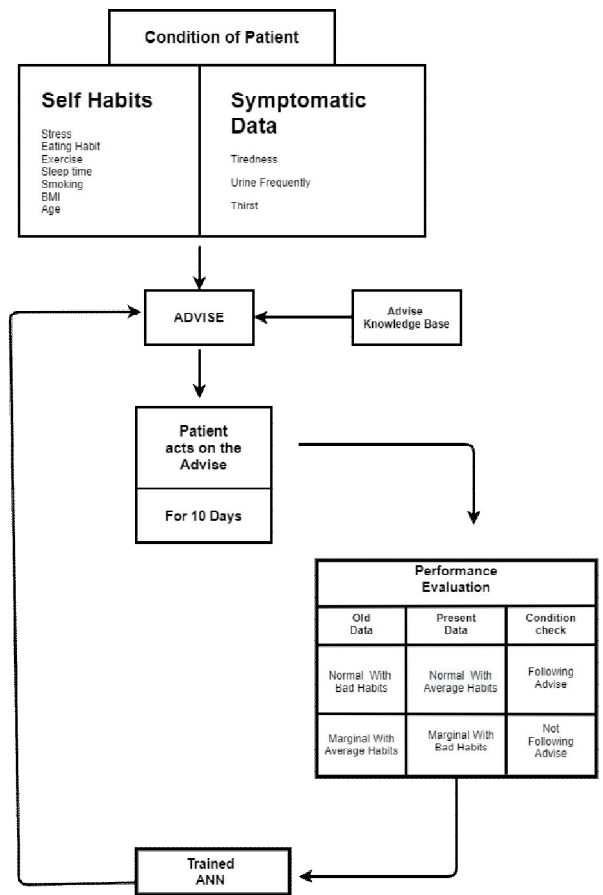 Condition of Patient
Self Habits
Stress
Eating Habit
Exercise
Sleep time
Smoking
BMI
Age
Symptomatic
Data
Tiredness
Urine Frequently
Thirst
ADVISE
Advise
Knowledge Base
Patient
acts on the
Advise
For 10 Days
Performance
Evaluation
Old
Data
Present
Data
Condition
check
Normal With
Bad Habits
Normal With
Average Habits
Following
Advise
Marginal With
Average Habits
Marginal With
Bad Habits
Not
Following
Advise
Trained
ANN